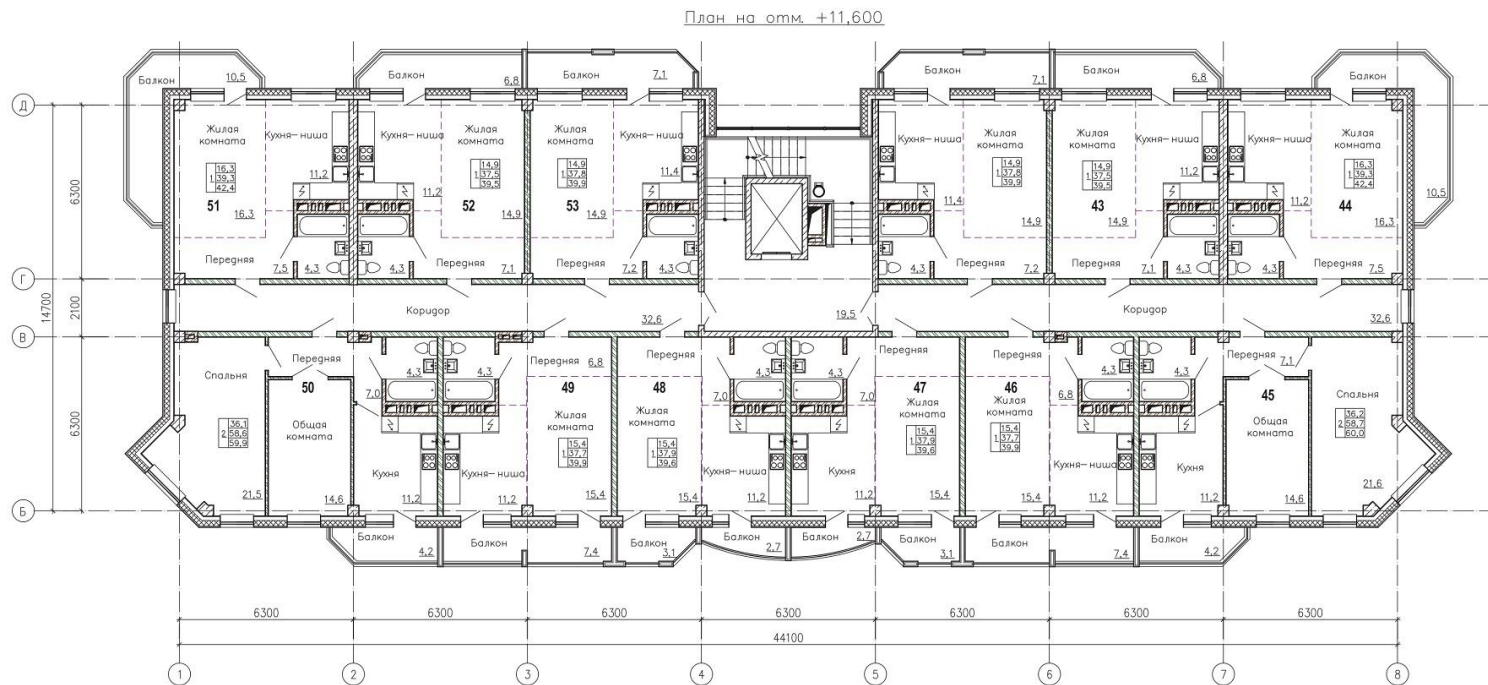 План на отм. +11,600
Балкон
10,5
Балкон
6,8
Балкон
7,1
Балкон
7,1
Балкон
6,8
Балкон
10,5
Д
Жилая
комната
Кухня-ниша
16,3
1 39,3
42,4
11,2
51
16,3
Передняя
7,5
4,3
Кухня-ниша
Жилая
комната
14,9
1 37,5
39,5
11,2
52
14,9
4,3
Передняя
7,1
Жилая
комната
Кухня-ниша
14,9
1 37,8
39,9
11,4
53
14,9
Передняя
7,2
4,3
Кухня-ниша
Жилая
комната
14,9
1 37,8
39,9
11,4
14,9
4,3
Передняя
7,2
Жилая
комната
Кухня-ниша
14,9
1 37,5
39,5
11,2
43
14,9
Передняя
7,1
4,3
Кухня-ниша
Жилая
комната
16,3
1 39,3
42,4
11,2
44
16,3
4,3
Передняя
7,5
6300
14700
2100
6300
Г
Коридор
32,6
19,5
Коридор
32,6
В
Спальня
36,1
2 58,6
59,9
21,5
Передняя
50
7,0
Общая
комната
14,6
4,3
Кухня
11,2
4,3
Кухня-ниша
11,2
Передняя
6,8
49
Жилая
комната
15,4
1 37,7
39,9
15,4
Передняя
48
Жилая
комната
15,4
1 37,9
39,6
15,4
7,0
4,3
Кухня-ниша
11,2
4,3
7,0
Кухня
11,2
Передняя
47
Жилая
комната
15,4
1 37,9
39,6
15,4
Передняя
46
Жилая
комната
15,4
1 37,7
39,9
15,4
6,8
4,3
Кухня-ниша
11,2
4,3
Кухня
11,2
Передняя
7,1
45
Общая
комната
14,6
Спальня
36,2
2 58,7
60,0
21,6
Б
Балкон
4,2
Балкон
7,4
Балкон
3,1
Балкон
2,7
Балкон
2,7
Балкон
3,1
Балкон
7,4
Балкон
4,2
6300
6300
6300
6300
6300
6300
6300
44100
1
2
3
4
5
6
7
8